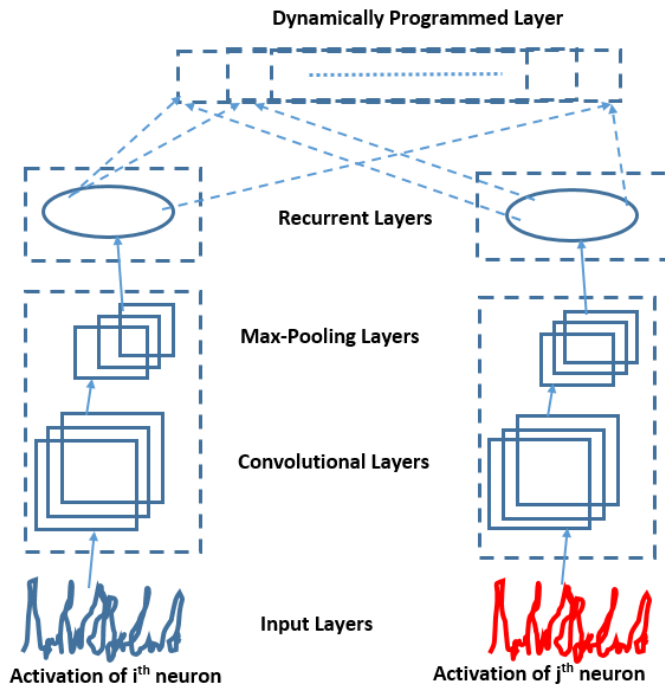 Dynamically Programmed Layer
Recurrent Layers
Max-Pooling Layers
Convolutional Layers
Input Layers
Activation of ith neuron
Activation of jth neuron